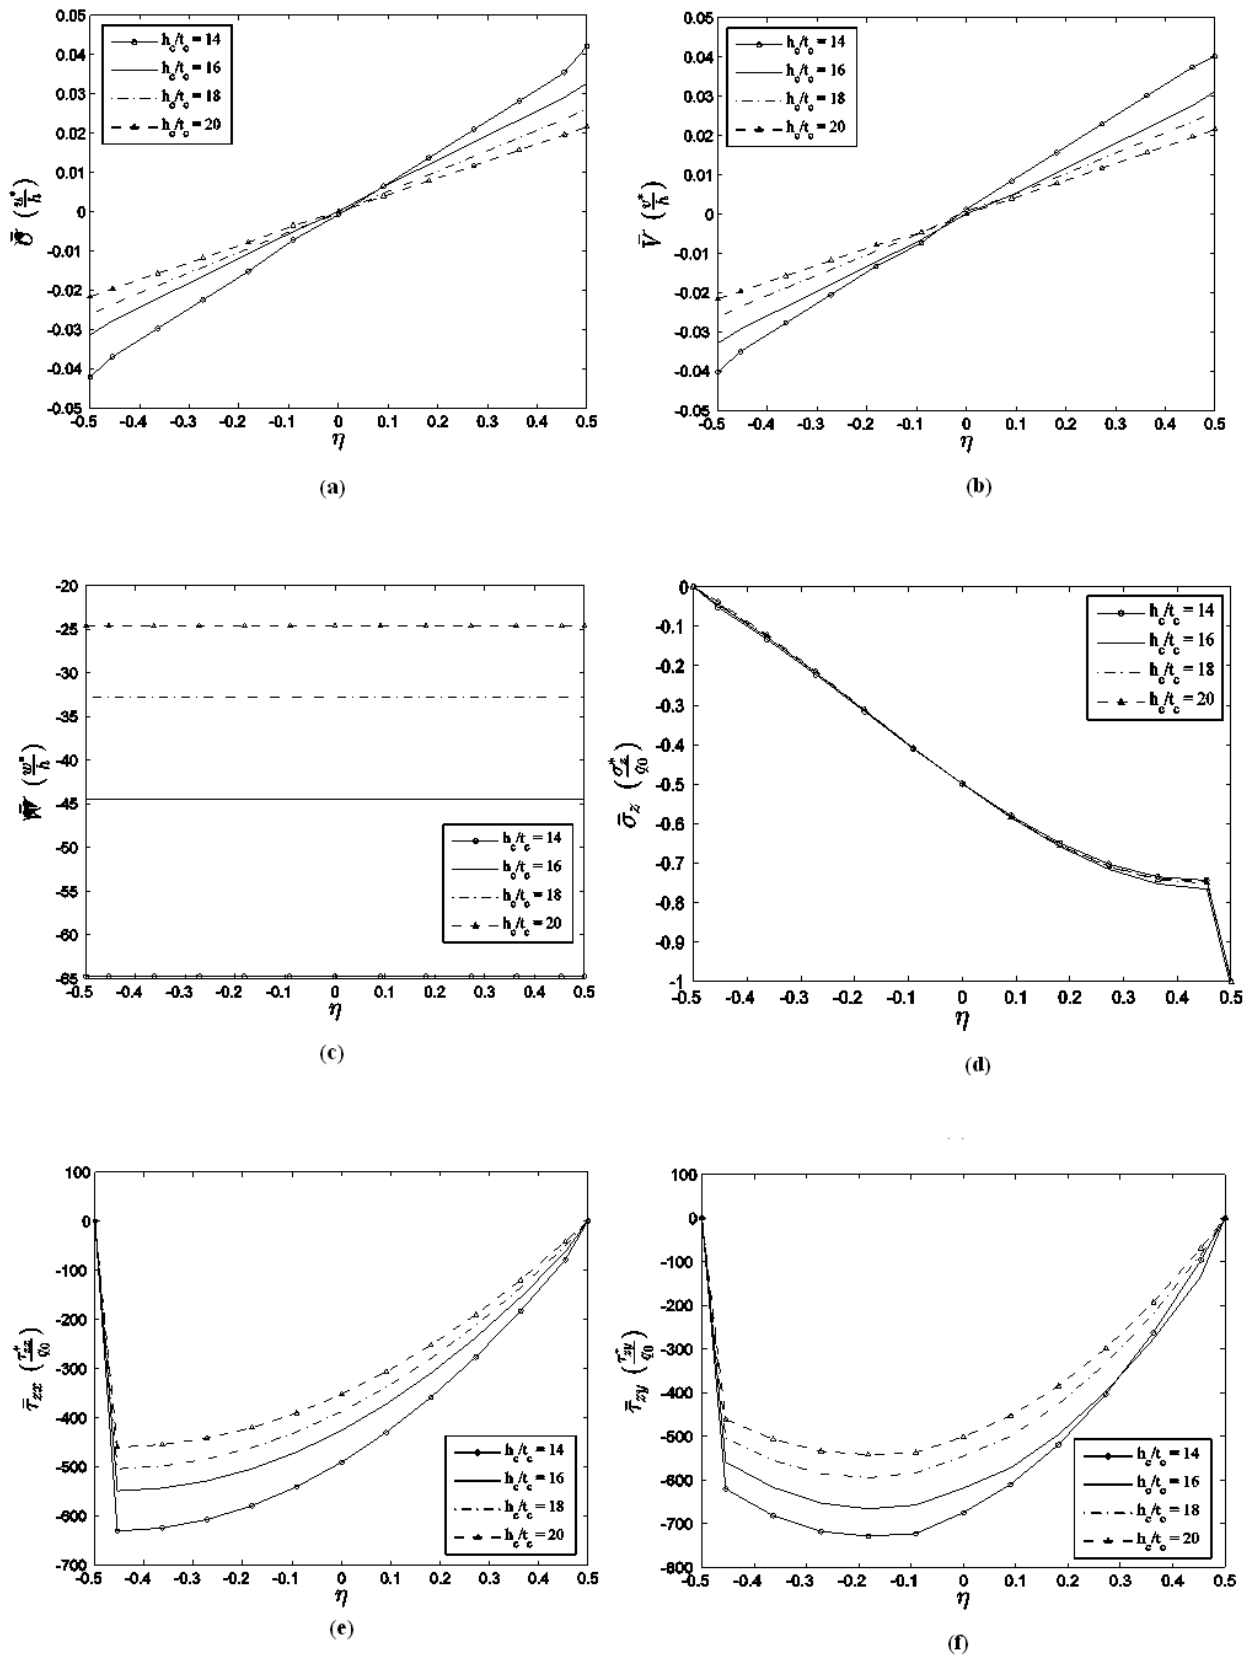 0.05
0.04
0.03
0.02
0.01
0
-0.01
-0.02
-0.03
-0.04
-0.05
-0.5 -0.4 -0.3 -0.2 -0.1 0 0.1 0.2 0.3 0.4 0.5
h_c/t_c = 14
h_c/t_c = 16
h_c/t_c = 18
h_c/t_c = 20
(u*/h)
η
(a)
0.05
0.04
0.03
0.02
0.01
0
-0.01
-0.02
-0.03
-0.04
-0.05
-0.5 -0.4 -0.3 -0.2 -0.1 0 0.1 0.2 0.3 0.4 0.5
h_c/t_c = 14
h_c/t_c = 16
h_c/t_c = 18
h_c/t_c = 20
V̄ (v*/h)
η
(b)
-20
-25
-30
-35
-40
-45
-50
-55
-60
-65
-0.5 -0.4 -0.3 -0.2 -0.1 0 0.1 0.2 0.3 0.4 0.5
h_c/t_c = 14
h_c/t_c = 16
h_c/t_c = 18
h_c/t_c = 20
(w*/h)
η
(c)
0
-0.1
-0.2
-0.3
-0.4
-0.5
-0.6
-0.7
-0.8
-0.9
-1
-0.5 -0.4 -0.3 -0.2 -0.1 0 0.1 0.2 0.3 0.4 0.5
h_c/t_c = 14
h_c/t_c = 16
h_c/t_c = 18
h_c/t_c = 20
σ̄_z (σ*_z/q_0)
η
(d)
100
0
-100
-200
-300
-400
-500
-600
-700
-0.5 -0.4 -0.3 -0.2 -0.1 0 0.1 0.2 0.3 0.4 0.5
h_c/t_c = 14
h_c/t_c = 16
h_c/t_c = 18
h_c/t_c = 20
τ̄_zx (τ*_zx/q_0)
η
(e)
100
0
-100
-200
-300
-400
-500
-600
-700
-800
-0.5 -0.4 -0.3 -0.2 -0.1 0 0.1 0.2 0.3 0.4 0.5
h_c/t_c = 14
h_c/t_c = 16
h_c/t_c = 18
h_c/t_c = 20
τ̄_zy (τ*_zy/q_0)
η
(f)